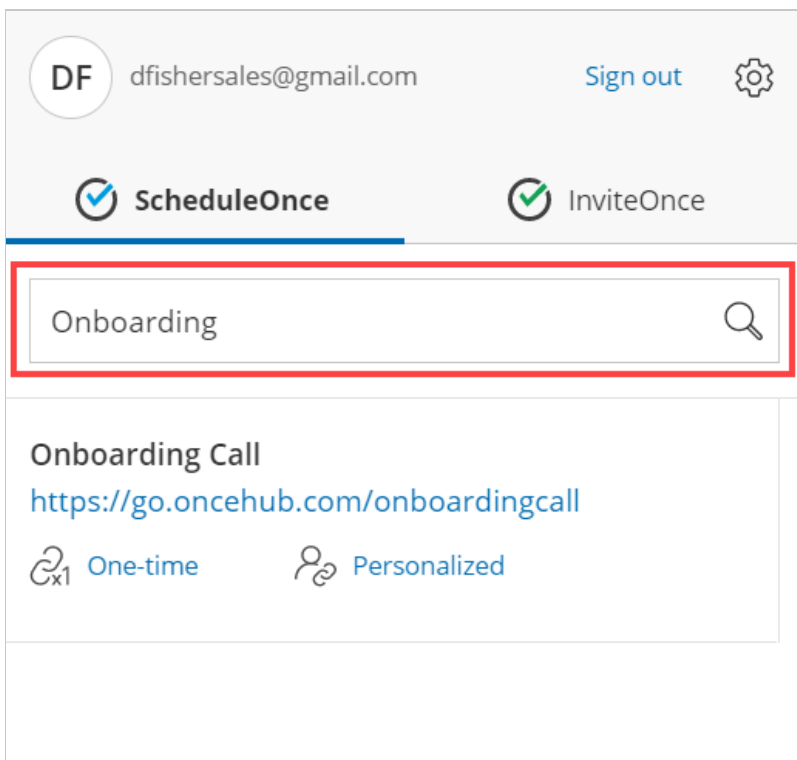 DF dfishersales@gmail.com Sign out
ScheduleOnce InviteOnce
Onboarding
Onboarding Call
https://go.oncehub.com/onboardingcall
x1 One-time Personalized